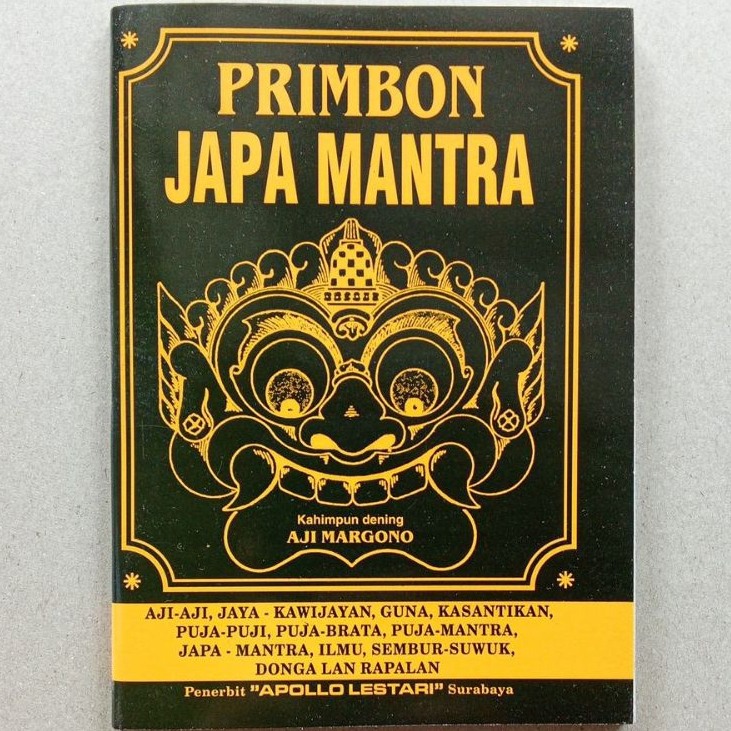 PRIMBON
JAPA MANTRA
Kahimpun dening
AJI MARGONO
AJI-AJI, JAYA - KAWIJAYAN, GUNA, KASANTIKAN,
PUJA-PUJI, PUJA-BRATA, PUJA-MANTRA,
JAPA - MANTRA, ILMU, SEMBUR-SUWUK,
DONGA LAN RAPALAN
Penerbit "APOLLO LESTARI" Surabaya